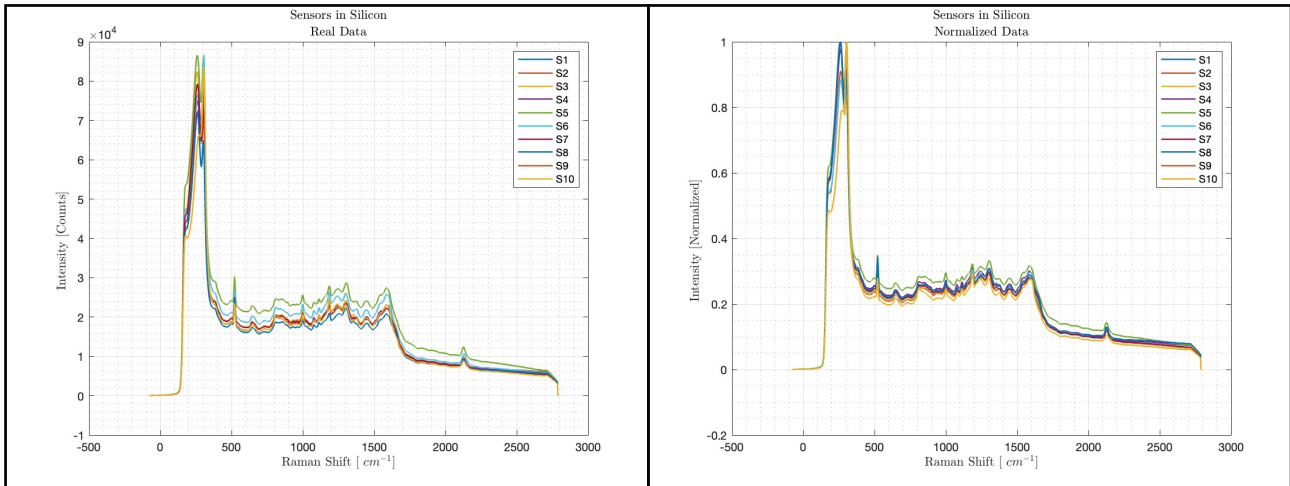 Sensors in Silicon
Real Data
×10⁴
9
8
7
6
5
4
3
2
1
0
-1
Intensity [Counts]
-500
0
500
1000
1500
2000
2500
3000
Raman Shift [ cm⁻¹]
S1
S2
S3
S4
S5
S6
S7
S8
S9
S10
Sensors in Silicon
Normalized Data
1
0.8
0.6
0.4
0.2
0
-0.2
Intensity [Normalized]
-500
0
500
1000
1500
2000
2500
3000
Raman Shift [ cm⁻¹]
S1
S2
S3
S4
S5
S6
S7
S8
S9
S10